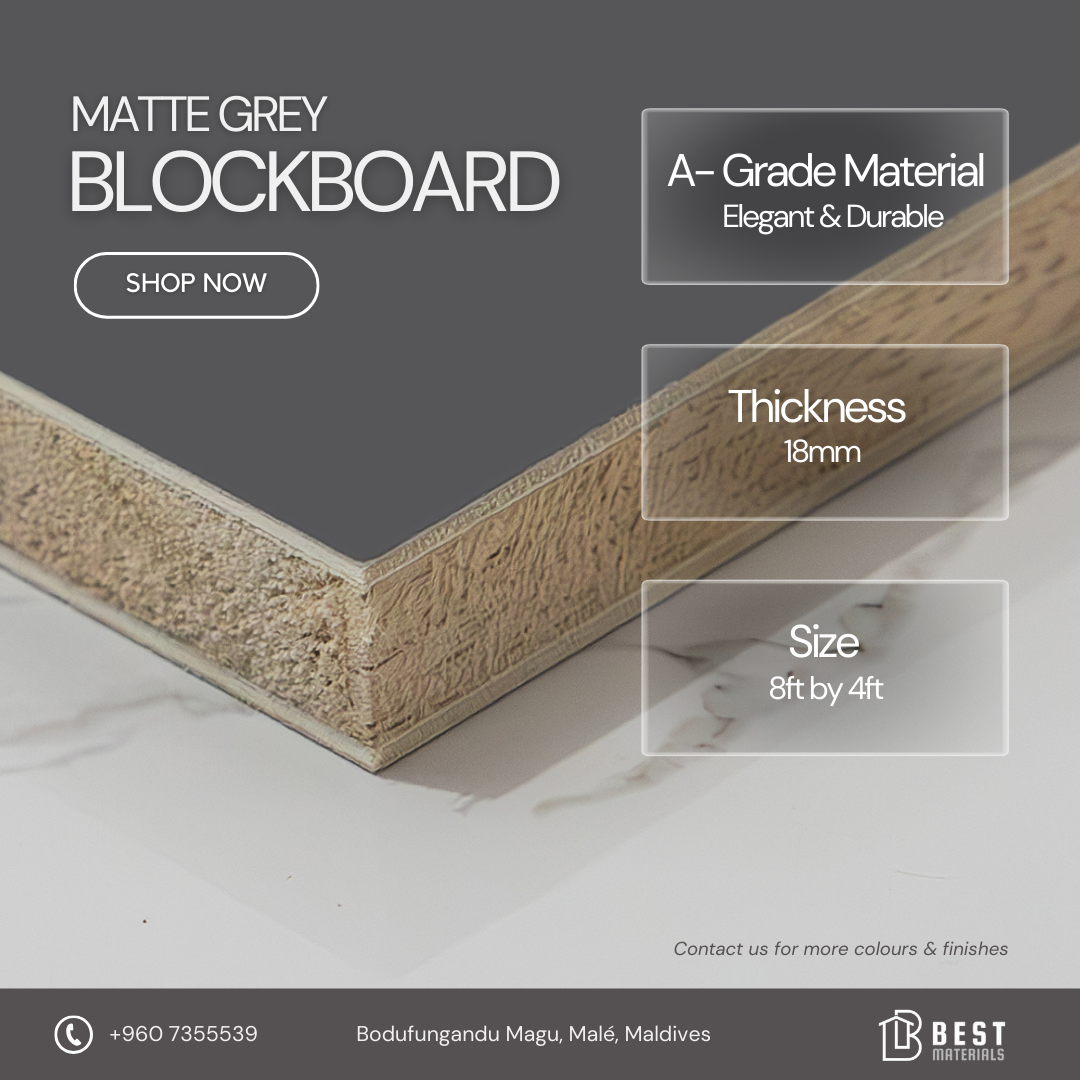 MATTE GREY
BLOCKBOARD
SHOP NOW
A- Grade Material
Elegant & Durable
Thickness
18mm
Size
8ft by 4ft
Contact us for more colours & finishes
+960 7355539
Bodufungandu Magu, Malé, Maldives
BEST
MATERIALS